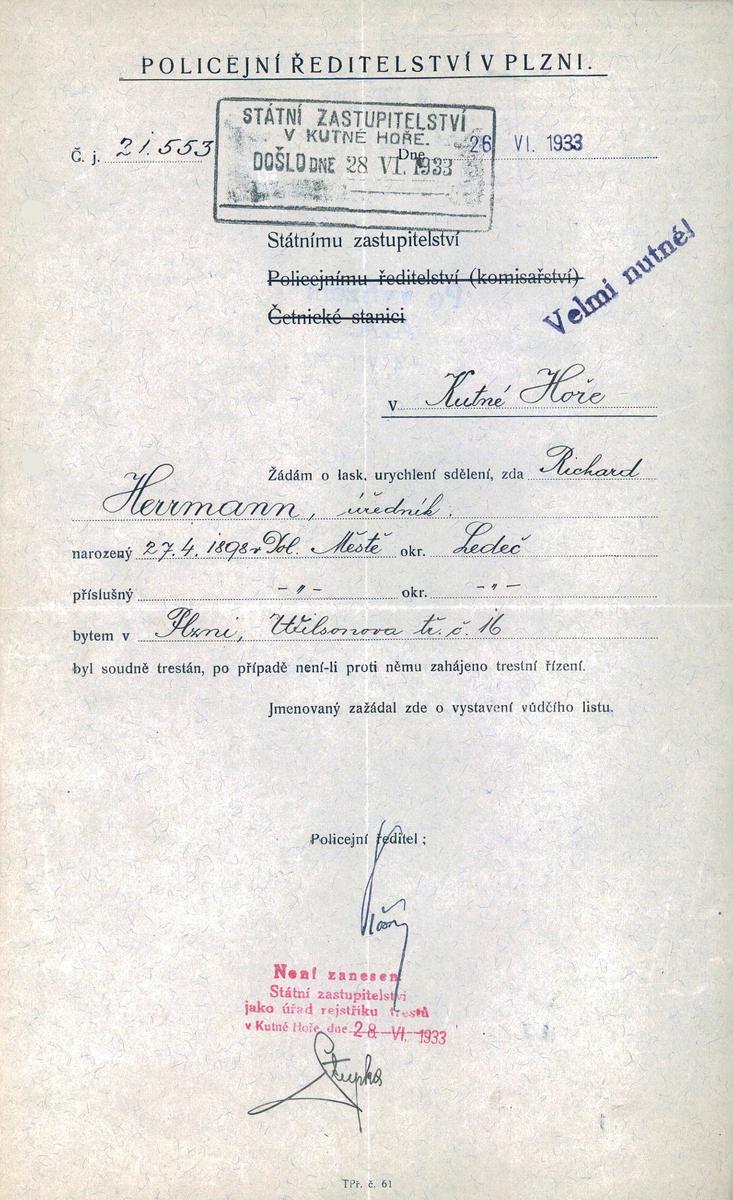 POLICEJNÍ ŘEDITELSTVÍ V PLZNI.
Č. j. 21.553
Dne 26 VI. 1933
STÁTNÍ ZASTUPITELSTVÍ
V KUTNÉ HOŘE.
DOŠLO DNE 28 VI. 1933
Státnímu zastupitelství
Policejnímu ředitelství (komisařství)
Četnické stanici
Velmi nutné!
v Kutné Hoře
Žádám o lask. urychlení sdělení, zda Richard
Herrmann, úředník.
narozený 27.4. 1898 v Dol. Městě okr. Ledeč
příslušný -„- okr. -„-
bytem v Plzni, Wilsonova tř. č. 16
byl soudně trestán, po případě není-li proti němu zahájeno trestní řízení.
Jmenovaný zažádal zde o vystavení vůdčího listu.
Policejní ředitel:
Není zanesen
Státní zastupitelství
jako úřad rejstříku trestů
v Kutné Hoře, dne 28 VI. 1933
TPř. č. 61